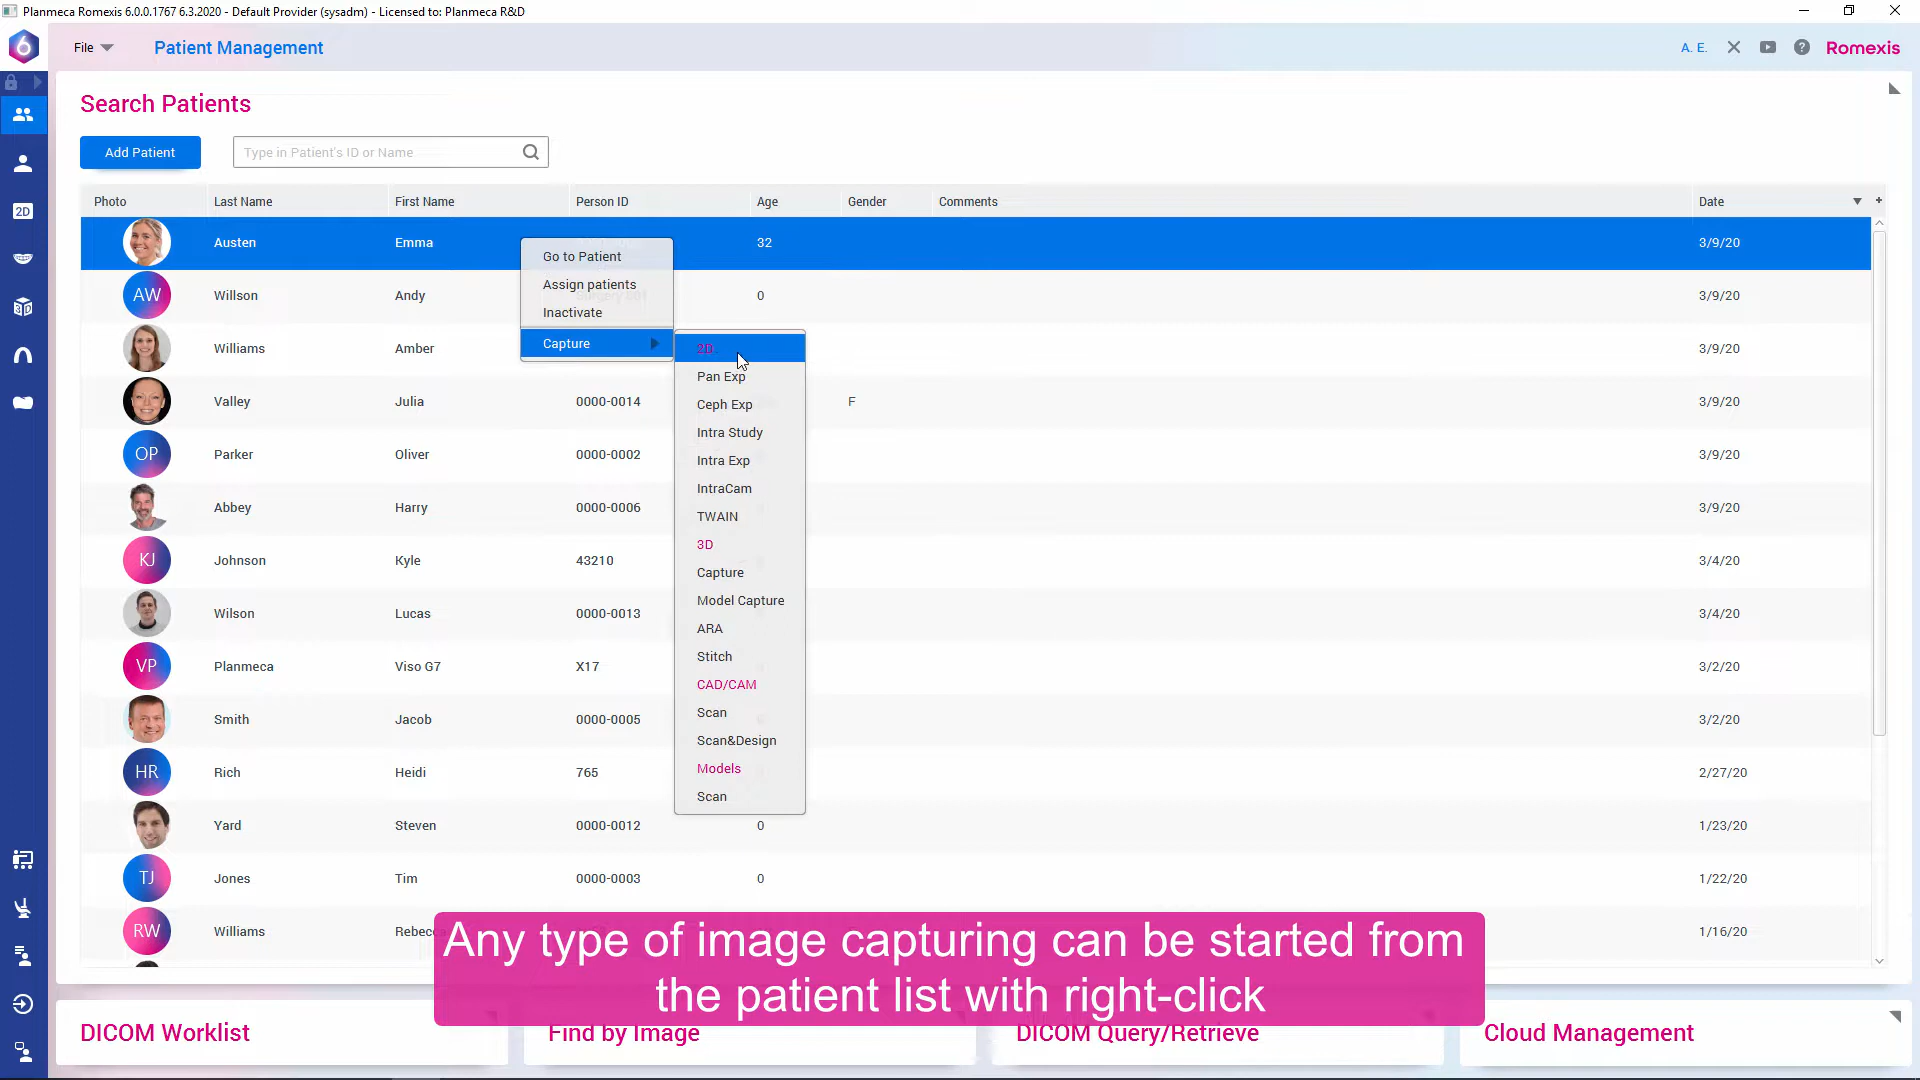 Planmeca Romexis 6.0.0.1767 6.3.2020 - Default Provider (sysadm) - Licensed to: Planmeca R&D
6 File Patient Management A. E. ? Romexis
Search Patients
Add Patient Type in Patient's ID or Name
Photo Last Name First Name Person ID Age Gender Comments Date +
Austen Emma 32 3/9/20
Go to Patient
Assign patients
AW Willson Andy 0 3/9/20
Inactivate
Capture
Williams Amber 3/9/20
2D
Pan Exp
Valley Julia 0000-0014 F 3/9/20
Ceph Exp
Intra Study
OP Parker Oliver 0000-0002 3/9/20
Intra Exp
IntraCam
Abbey Harry 0000-0006 3/9/20
TWAIN
3D
KJ Johnson Kyle 43210 3/4/20
Capture
Model Capture
Wilson Lucas 0000-0013 3/4/20
ARA
Stitch
VP Planmeca Viso G7 X17 3/2/20
CAD/CAM
Scan
Smith Jacob 0000-0005 3/2/20
Scan&Design
Models
HR Rich Heidi 765 2/27/20
Scan
Yard Steven 0000-0012 0 1/23/20
TJ Jones Tim 0000-0003 0 1/22/20
RW Williams 1/16/20
2D
3D
Any type of image capturing can be started from
the patient list with right-click
DICOM Worklist Find by Image DICOM Query/Retrieve Cloud Management